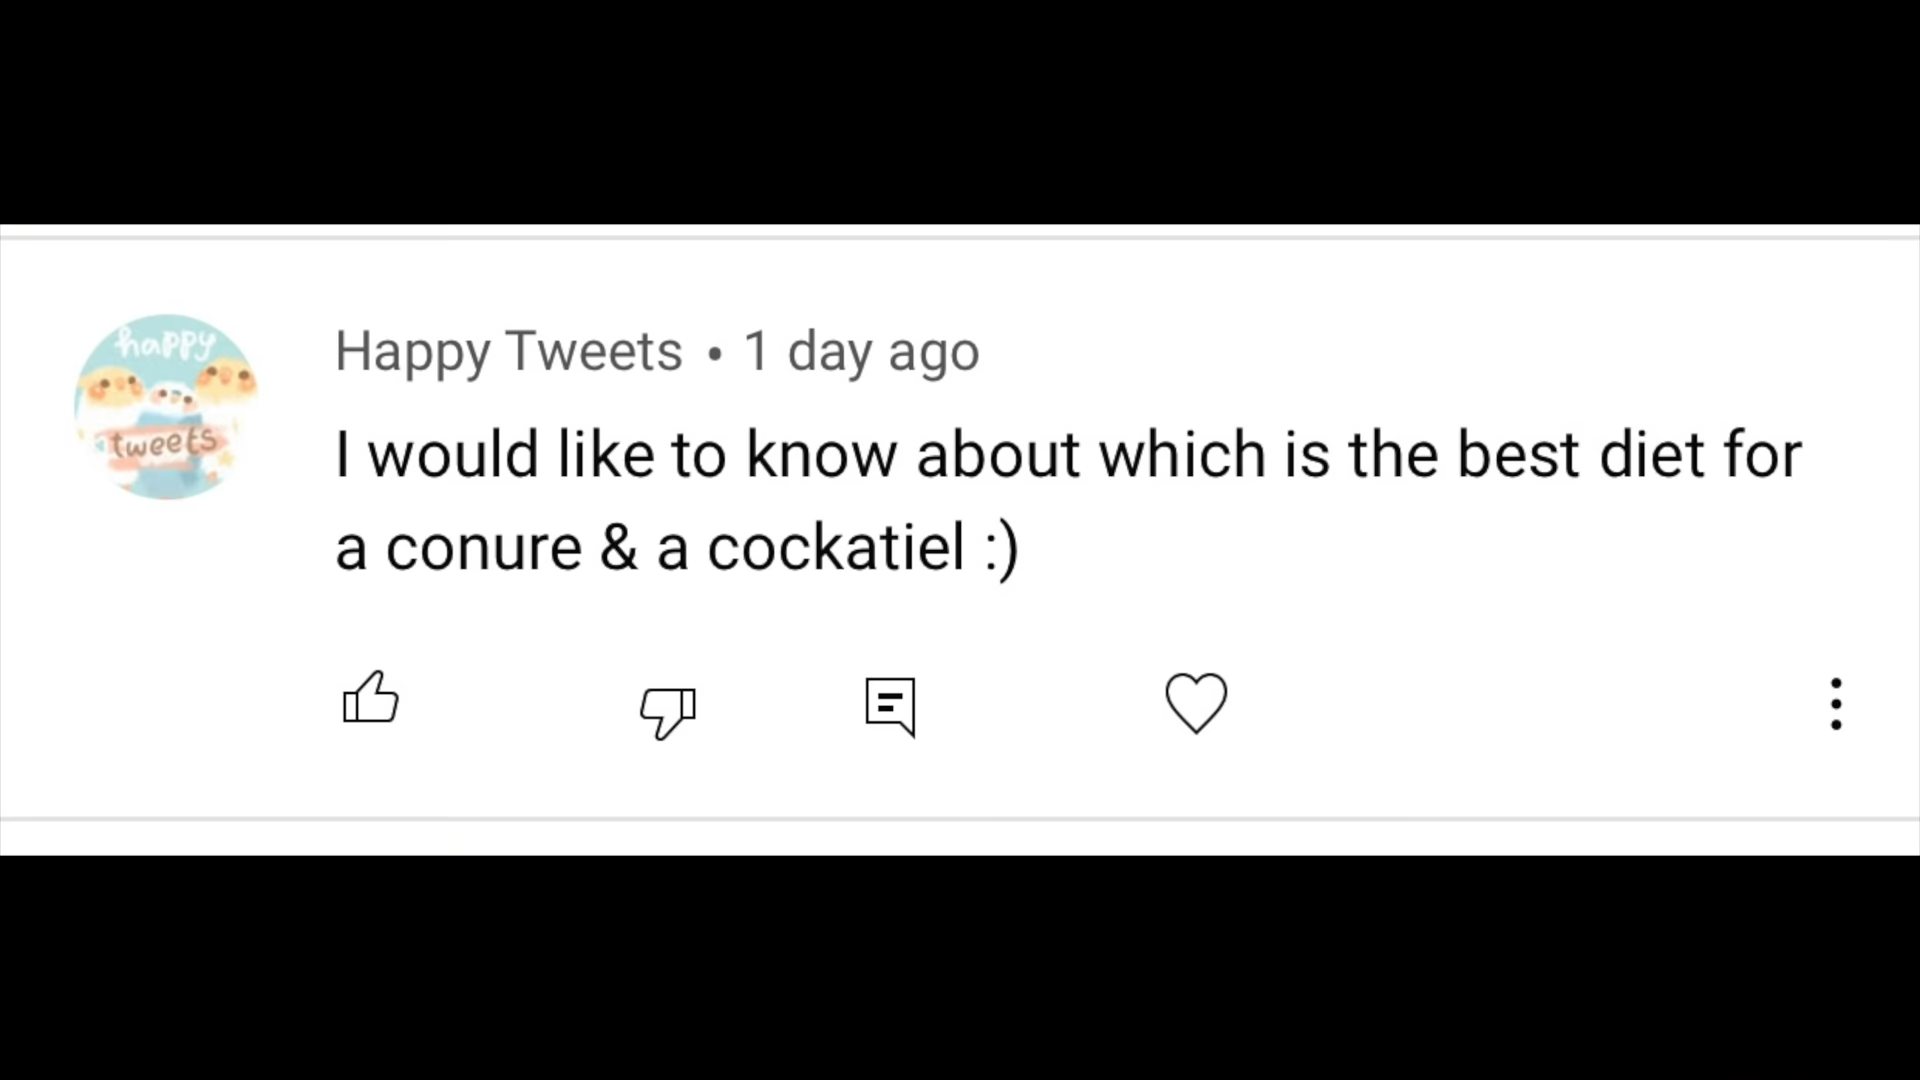 happy
tweets
Happy Tweets • 1 day ago
I would like to know about which is the best diet for
a conure & a cockatiel :)